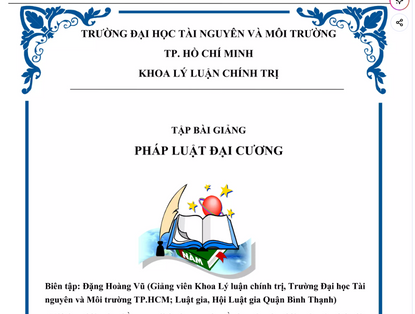 TRƯỜNG ĐẠI HỌC TÀI NGUYÊN VÀ MÔI TRƯỜNG
TP. HỒ CHÍ MINH
KHOA LÝ LUẬN CHÍNH TRỊ
TẬP BÀI GIẢNG
PHÁP LUẬT ĐẠI CƯƠNG
NĂM
Biên tập: Đặng Hoàng Vũ (Giảng viên Khoa Lý luận chính trị, Trường Đại học Tài
nguyên và Môi trường TP.HCM; Luật gia, Hội Luật gia Quận Bình Thạnh)